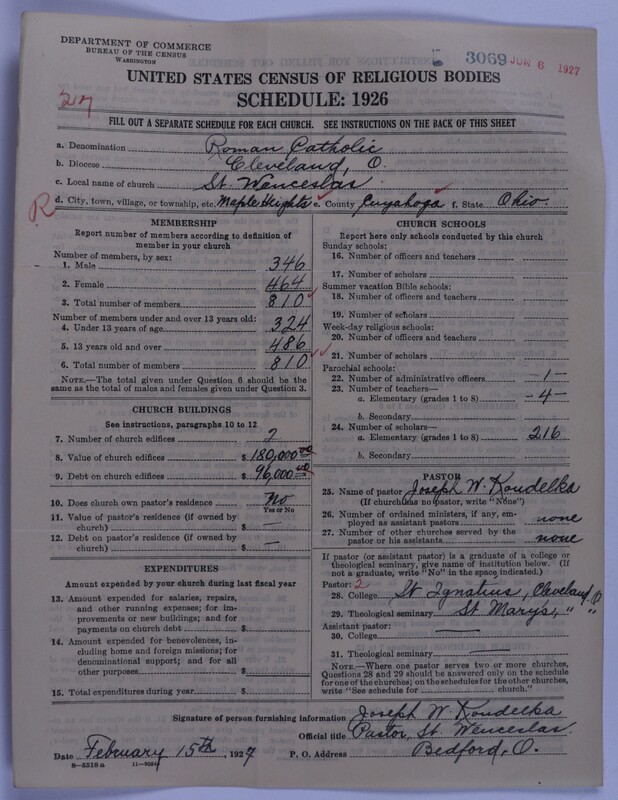 DEPARTMENT OF COMMERCE
BUREAU OF THE CENSUS
WASHINGTON
3069 JUN 6 1927
UNITED STATES CENSUS OF RELIGIOUS BODIES
SCHEDULE: 1926
27
FILL OUT A SEPARATE SCHEDULE FOR EACH CHURCH. SEE INSTRUCTIONS ON THE BACK OF THIS SHEET
a. Denomination Roman Catholic
b. Diocese Cleveland, O.
c. Local name of church St. Wenceslas
R
d. City, town, village, or township, etc. Maple Heights e. County Cuyahoga f. State Ohio.
MEMBERSHIP
Report number of members according to definition of
member in your church
Number of members, by sex:
1. Male 346
2. Female 464
3. Total number of members 810
Number of members under and over 13 years old:
4. Under 13 years of age 324
5. 13 years old and over 486
6. Total number of members 810
NOTE.—The total given under Question 6 should be the
same as the total of males and females given under Question 3.
CHURCH BUILDINGS
See instructions, paragraphs 10 to 12
7. Number of church edifices 2
8. Value of church edifices $ 180,000.00
9. Debt on church edifices $ 96,000.00
10. Does church own pastor's residence No
Yes or No
11. Value of pastor's residence (if owned by
church) $ —
12. Debt on pastor's residence (if owned by
church) $ —
EXPENDITURES
Amount expended by your church during last fiscal year
13. Amount expended for salaries, repairs,
and other running expenses; for im-
provements or new buildings; and for
payments on church debt $
14. Amount expended for benevolences, in-
cluding home and foreign missions; for
denominational support; and for all
other purposes $
15. Total expenditures during year $
CHURCH SCHOOLS
Report here only schools conducted by this church
Sunday schools:
16. Number of officers and teachers
17. Number of scholars
Summer vacation Bible schools:
18. Number of officers and teachers
19. Number of scholars
Week-day religious schools:
20. Number of officers and teachers
21. Number of scholars
Parochial schools:
22. Number of administrative officers -1-
23. Number of teachers—
a. Elementary (grades 1 to 8) -4-
b. Secondary
24. Number of scholars—
a. Elementary (grades 1 to 8) 216
b. Secondary
PASTOR
25. Name of pastor Joseph W. Koudelka
(If church has no pastor, write "None")
26. Number of ordained ministers, if any, em-
ployed as assistant pastors none
27. Number of other churches served by the
pastor or his assistants none
If pastor (or assistant pastor) is a graduate of a college or
theological seminary, give name of institution below. (If
not a graduate, write "No" in the space indicated.)
Pastor: 2
28. College St Ignatius, Cleveland, O
29. Theological seminary St Marys, " "
Assistant pastor:
30. College
31. Theological seminary
NOTE.—Where one pastor serves two or more churches,
Questions 28 and 29 should be answered only on the schedule
for one of the churches; on the schedules for the other churches,
write "See schedule for church."
Signature of person furnishing information Joseph W. Koudelka
Official title Pastor, St. Wenceslas.
Date February 15th, 1927 P. O. Address Bedford, O.
8-5518 a